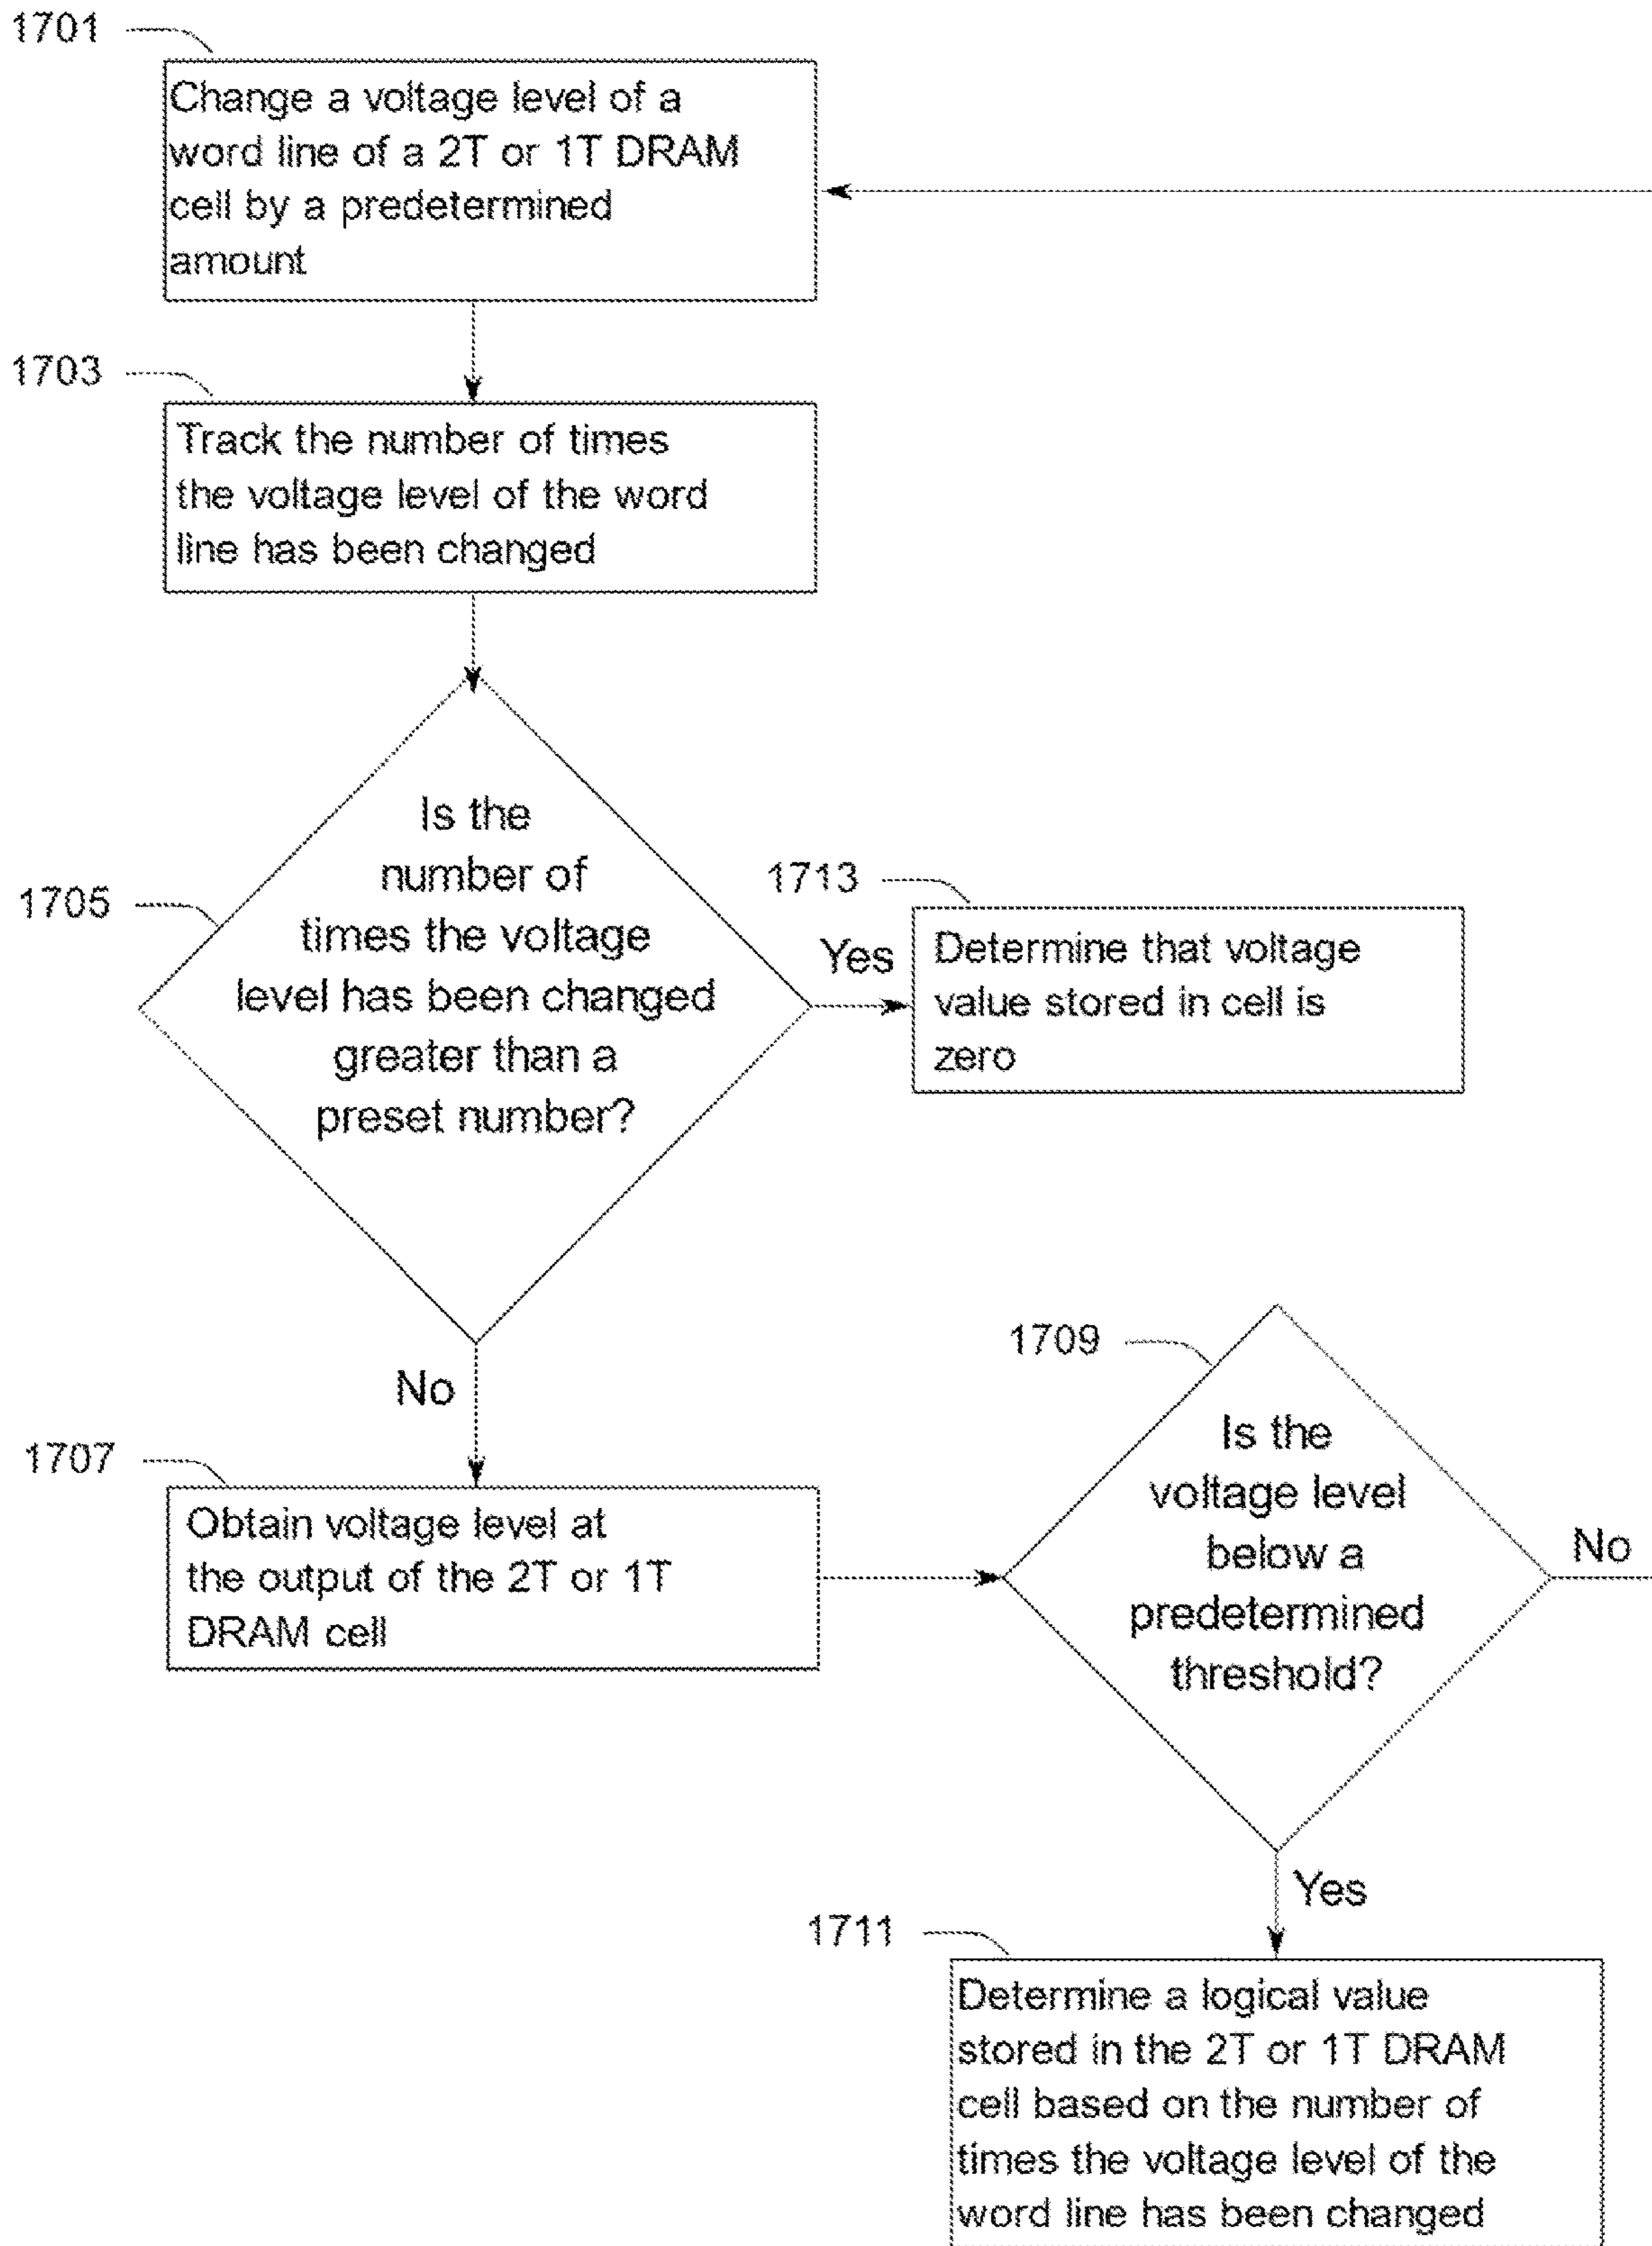 1701
Change a voltage level of a
word line of a 2T or 1T DRAM
cell by a predetermined
amount
1703
Track the number of times
the voltage level of the word
line has been changed
1705
Is the
number of
times the voltage
level has been changed
greater than a
preset number?
Yes
1713
Determine that voltage
value stored in cell is
zero
No
1707
Obtain voltage level at
the output of the 2T or 1T
DRAM cell
1709
Is the
voltage level
below a
predetermined
threshold?
No
Yes
1711
Determine a logical value
stored in the 2T or 1T DRAM
cell based on the number of
times the voltage level of the
word line has been changed